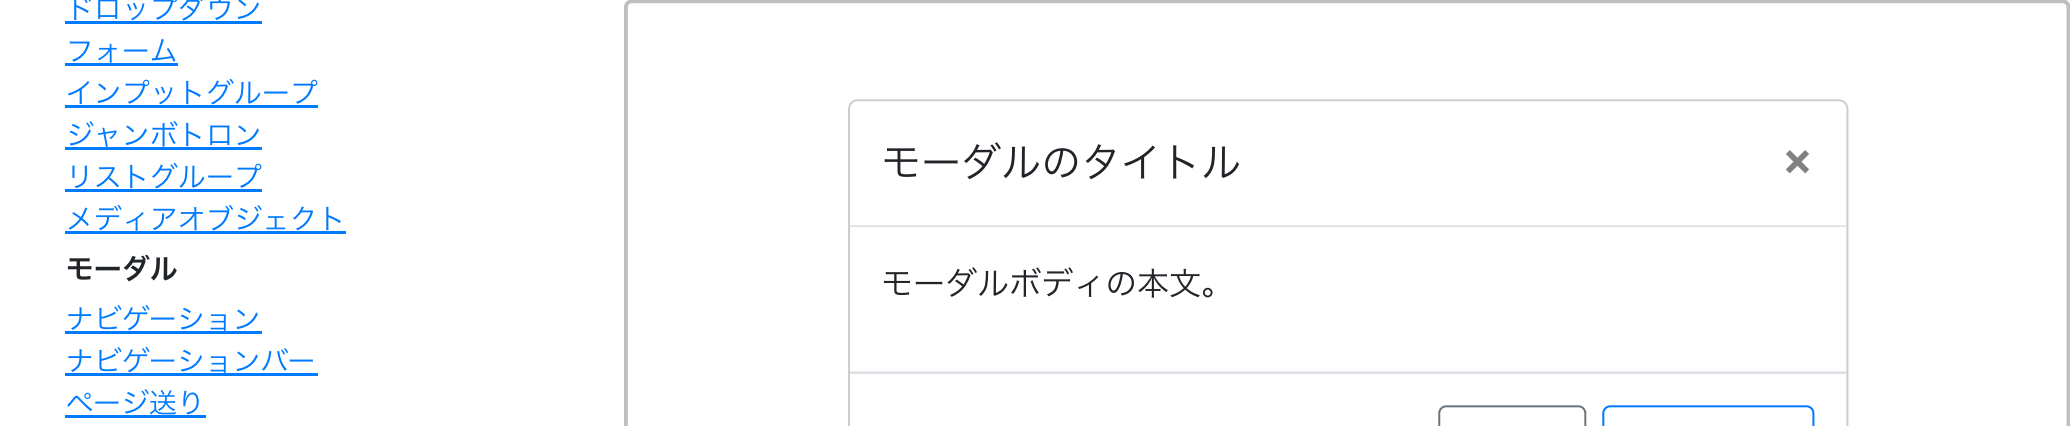 ドロップダウン
フォーム
インプットグループ
ジャンボトロン
リストグループ
メディアオブジェクト
モーダル
ナビゲーション
ナビゲーションバー
ページ送り
モーダルのタイトル
×
モーダルボディの本文。